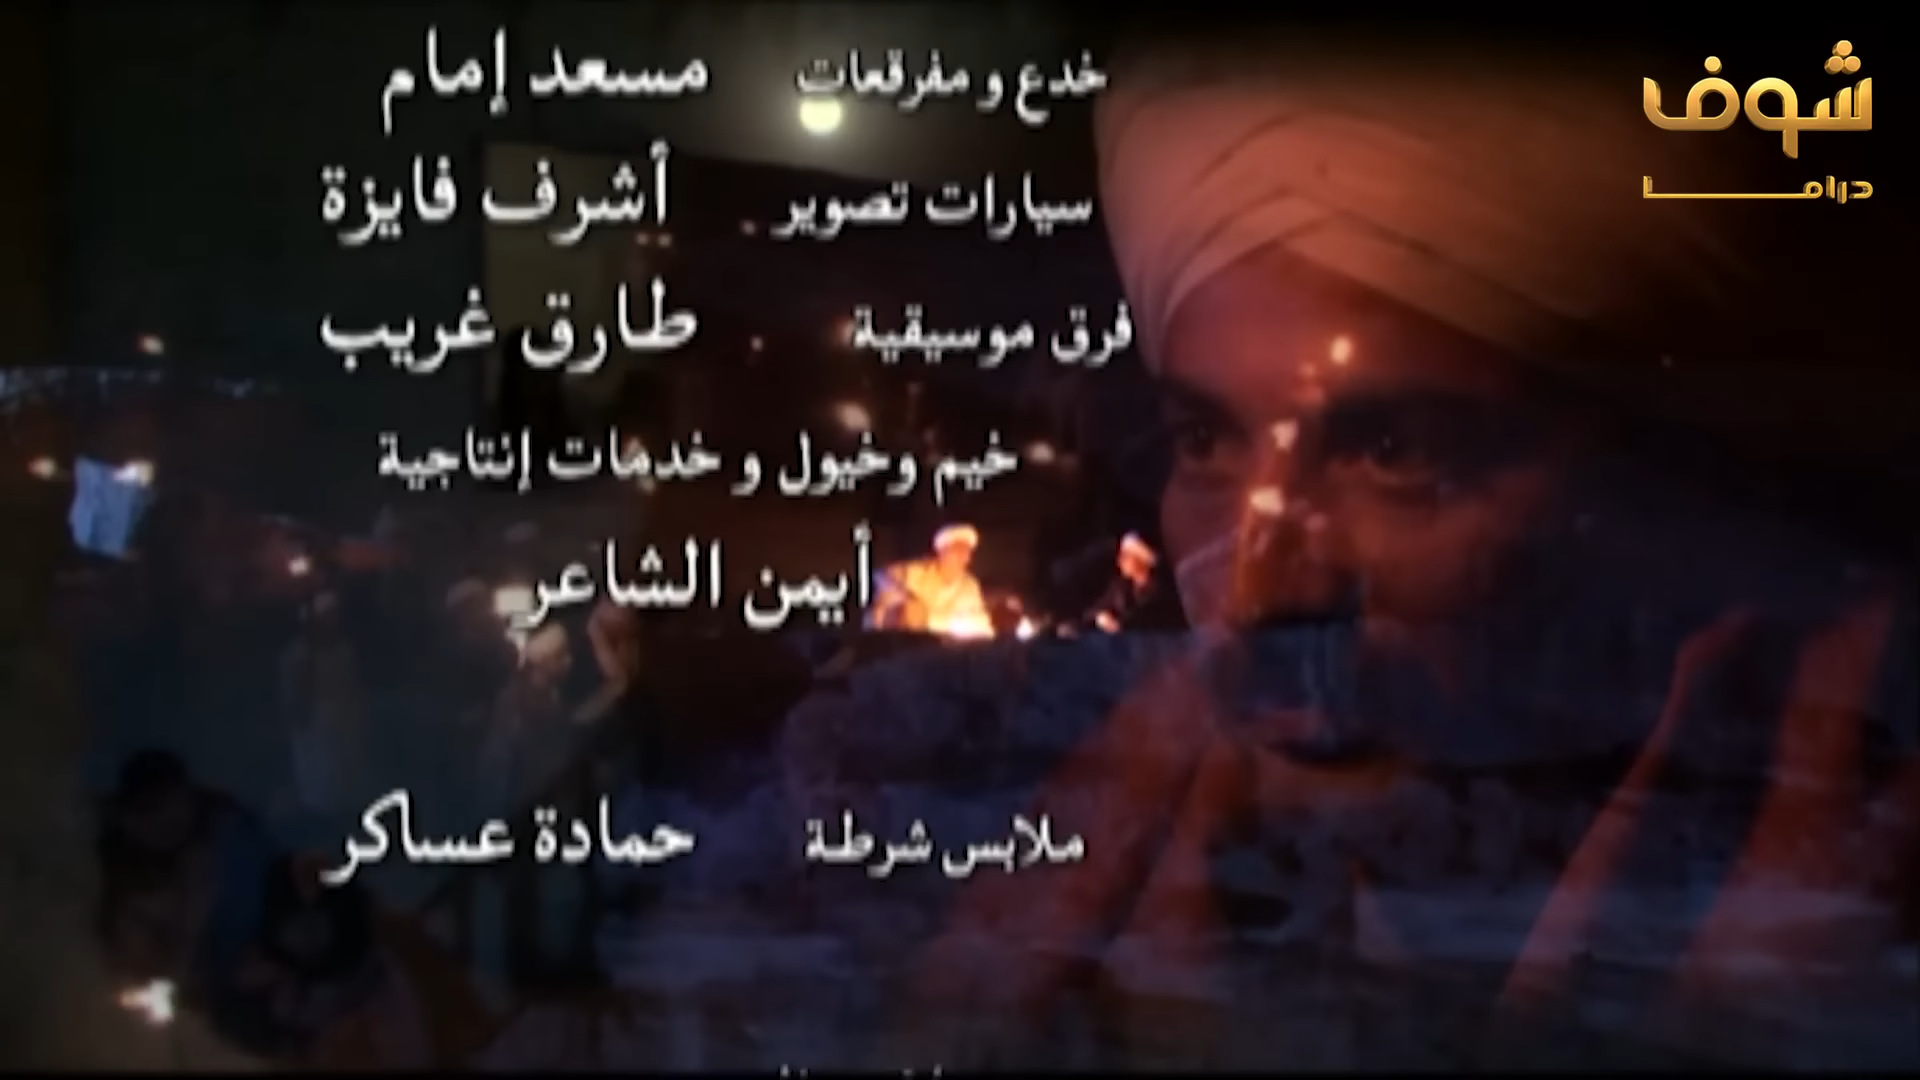 خدع و مفرقعات مسعد إمام
سيارات تصوير أشرف فايزة
فرق موسيقية طارق غريب
خيم وخيول و خدمات إنتاجية
أيمن الشاعر
ملابس شرطة حمادة عساكر
شوف
دراما